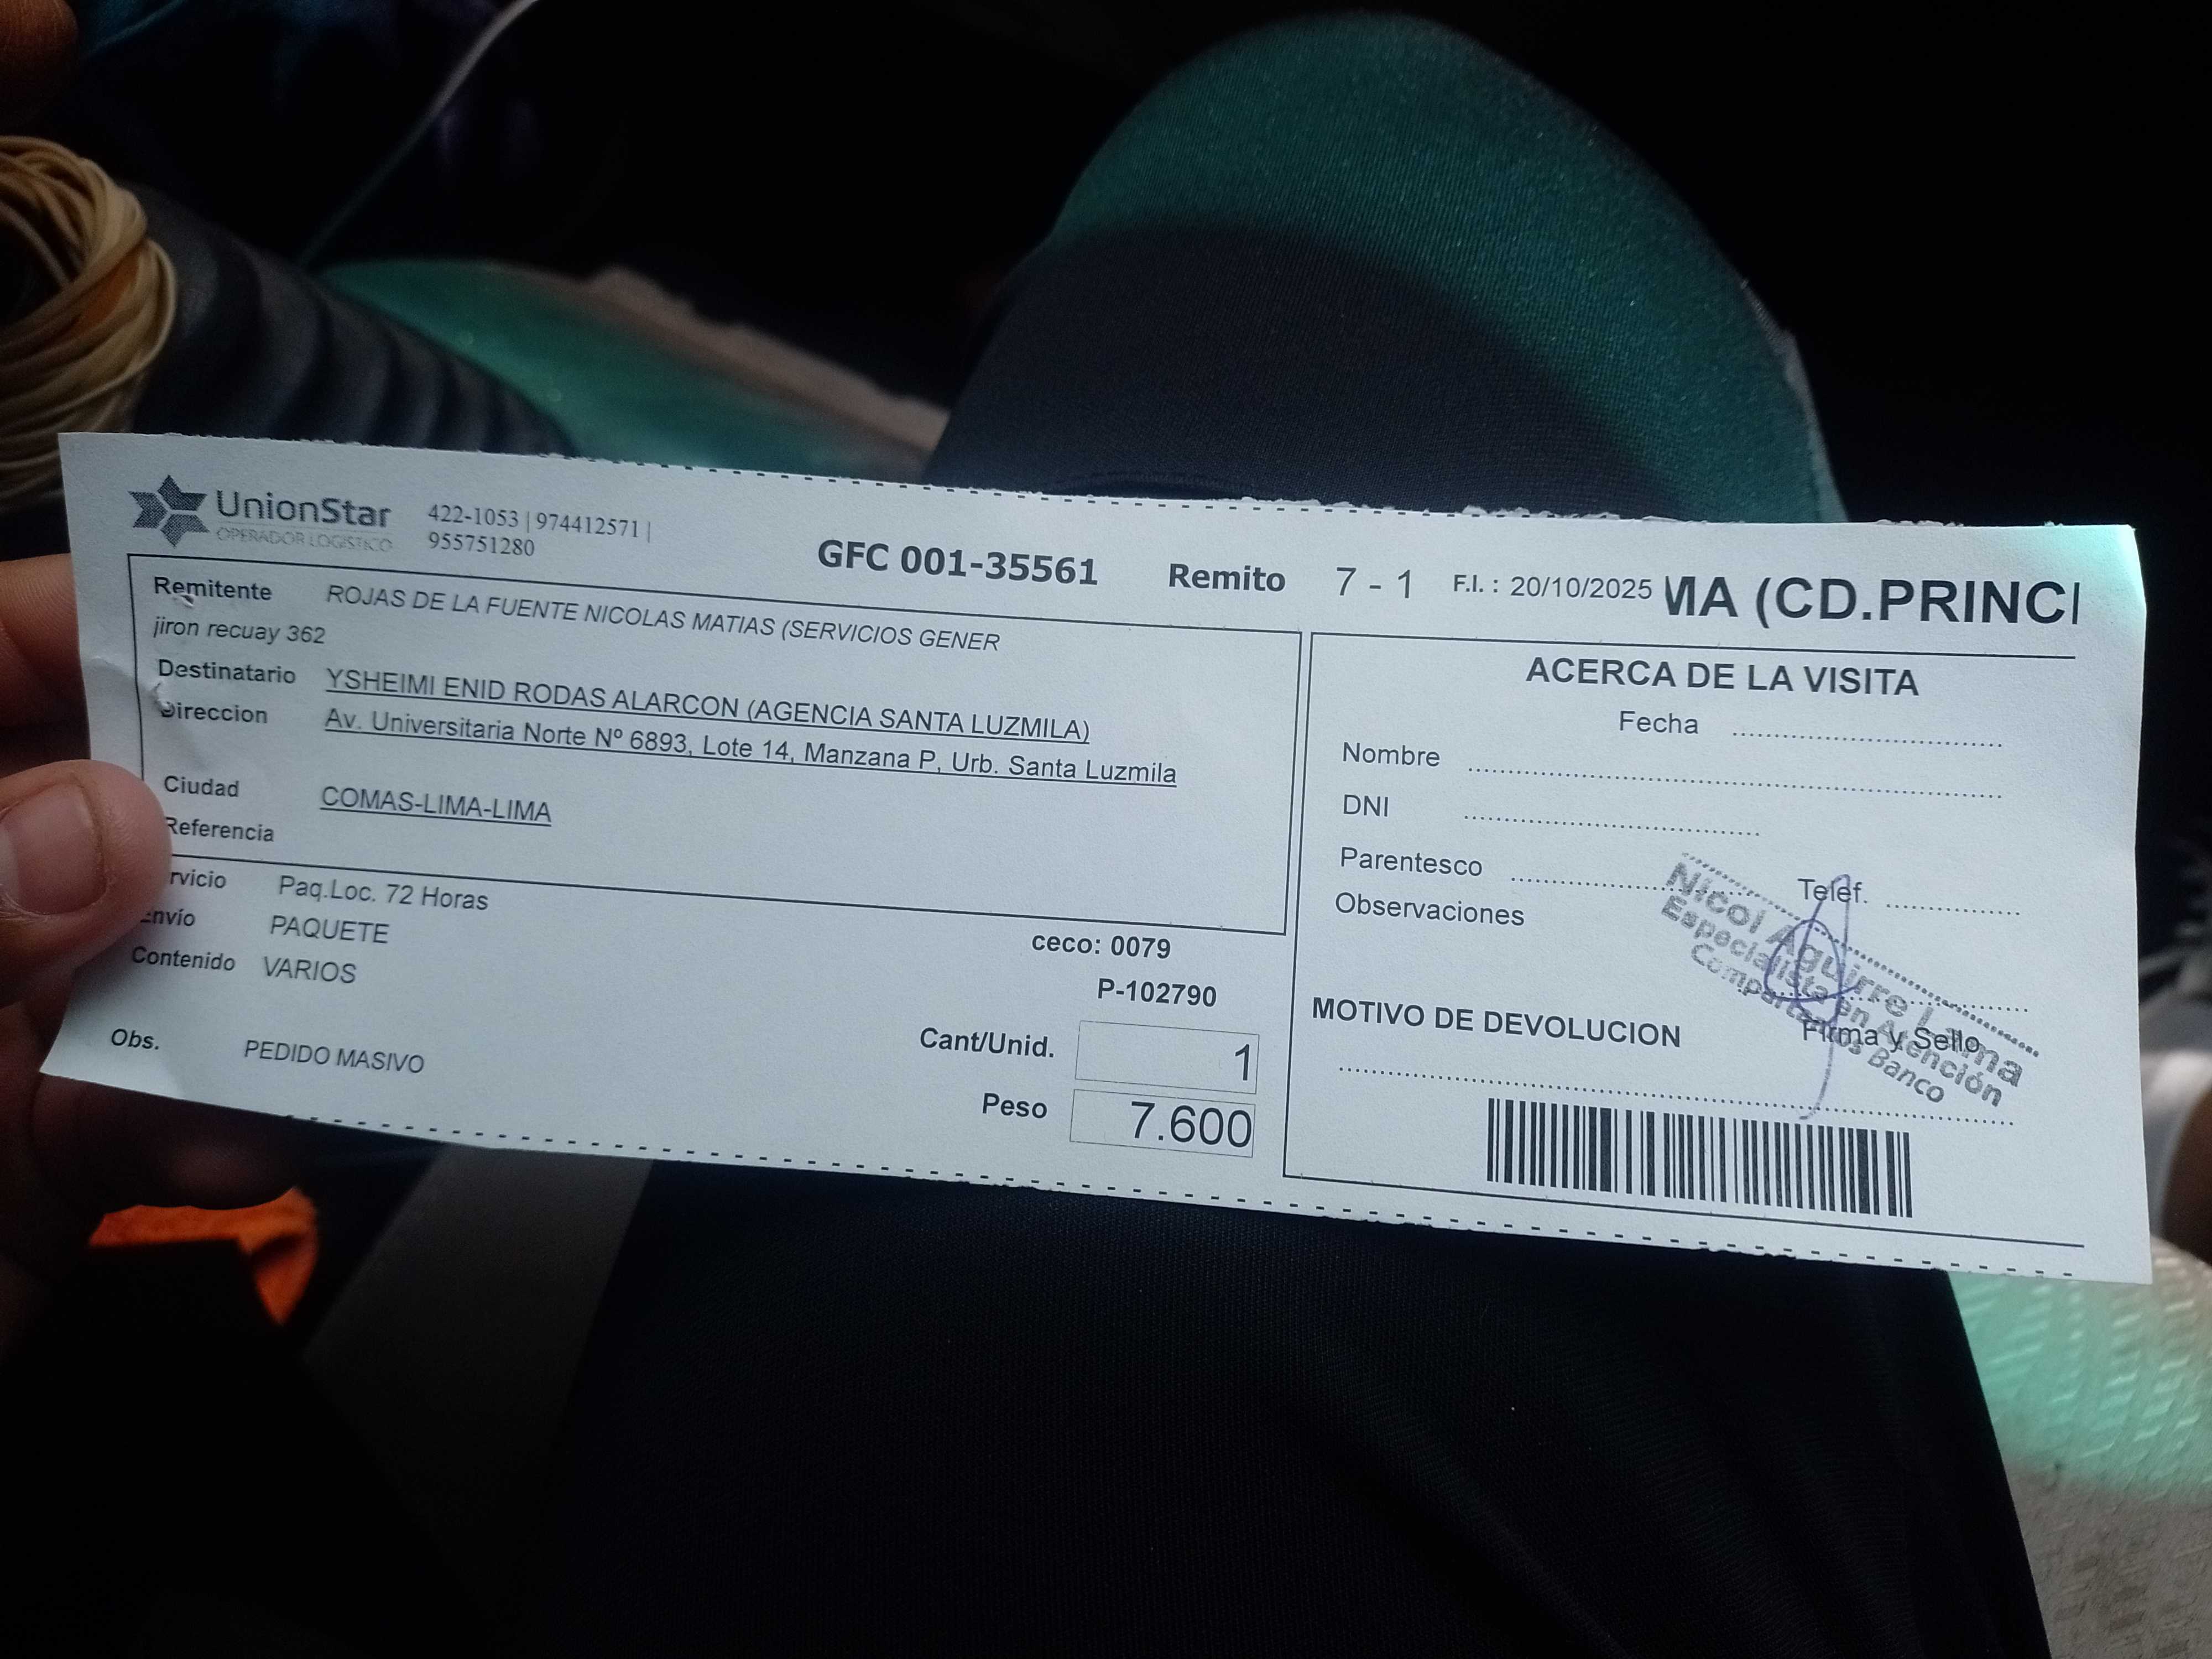 UnionStar
OPERADOR LOGISTICO
422-1053 | 974412571 |
955751280
GFC 001-35561 Remito 7 - 1 F.I. : 20/10/2025 MA (CD.PRINCI
Remitente ROJAS DE LA FUENTE NICOLAS MATIAS (SERVICIOS GENER
jiron recuay 362
Destinatario YSHEIMI ENID RODAS ALARCON (AGENCIA SANTA LUZMILA)
Direccion Av. Universitaria Norte Nº 6893, Lote 14, Manzana P, Urb. Santa Luzmila
Ciudad COMAS-LIMA-LIMA
Referencia
rvicio Paq.Loc. 72 Horas
Envío PAQUETE
Contenido VARIOS
ceco: 0079
P-102790
Obs. PEDIDO MASIVO
Cant/Unid. 1
Peso 7.600
ACERCA DE LA VISITA
Fecha
Nombre
DNI
Parentesco Telef.
Observaciones
Nicol Aguirre Lama
Especialista en Atención
Compartamos Banco
Firma y Sello
MOTIVO DE DEVOLUCION